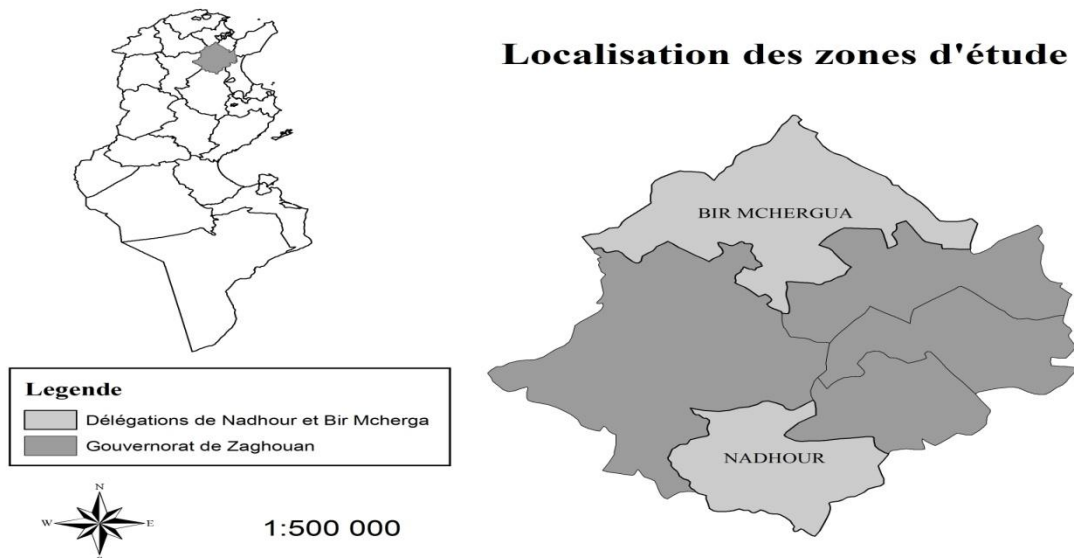 Localisation des zones d'étude
BIR MCHERGUA
NADHOUR
Legende
Délégations de Nadhour et Bir Mcherga
Gouvernorat de Zaghouan
N
W
E
1:500 000